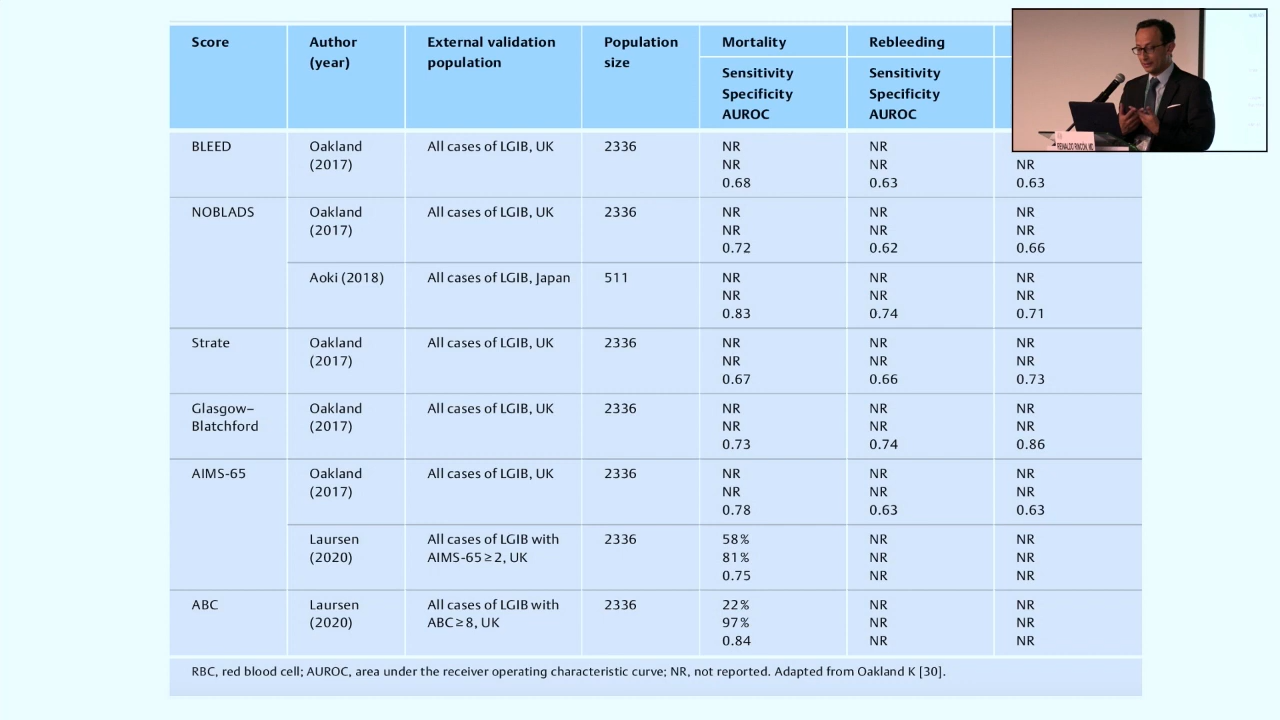 Score
Author
(year)
External validation
population
Population
size
Mortality
Rebleeding
Sensitivity
Specificity
AUROC
Sensitivity
Specificity
AUROC
BLEED
Oakland
(2017)
All cases of LGIB, UK
2336
NR
NR
0.68
NR
NR
0.63
NR
0.63
NOBLADS
Oakland
(2017)
All cases of LGIB, UK
2336
NR
NR
0.72
NR
NR
0.62
NR
NR
0.66
Aoki (2018)
All cases of LGIB, Japan
511
NR
NR
0.83
NR
NR
0.74
NR
NR
0.71
Strate
Oakland
(2017)
All cases of LGIB, UK
2336
NR
NR
0.67
NR
NR
0.66
NR
NR
0.73
Glasgow–
Blatchford
Oakland
(2017)
All cases of LGIB, UK
2336
NR
NR
0.73
NR
NR
0.74
NR
NR
0.86
AIMS-65
Oakland
(2017)
All cases of LGIB, UK
2336
NR
NR
0.78
NR
NR
0.63
NR
NR
0.63
Laursen
(2020)
All cases of LGIB with
AIMS-65≥2, UK
2336
58%
81%
0.75
NR
NR
NR
NR
NR
NR
ABC
Laursen
(2020)
All cases of LGIB with
ABC≥8, UK
2336
22%
97%
0.84
NR
NR
NR
NR
NR
NR
RBC, red blood cell; AUROC, area under the receiver operating characteristic curve; NR, not reported. Adapted from Oakland K [30].
REINALDO RINCON, MD